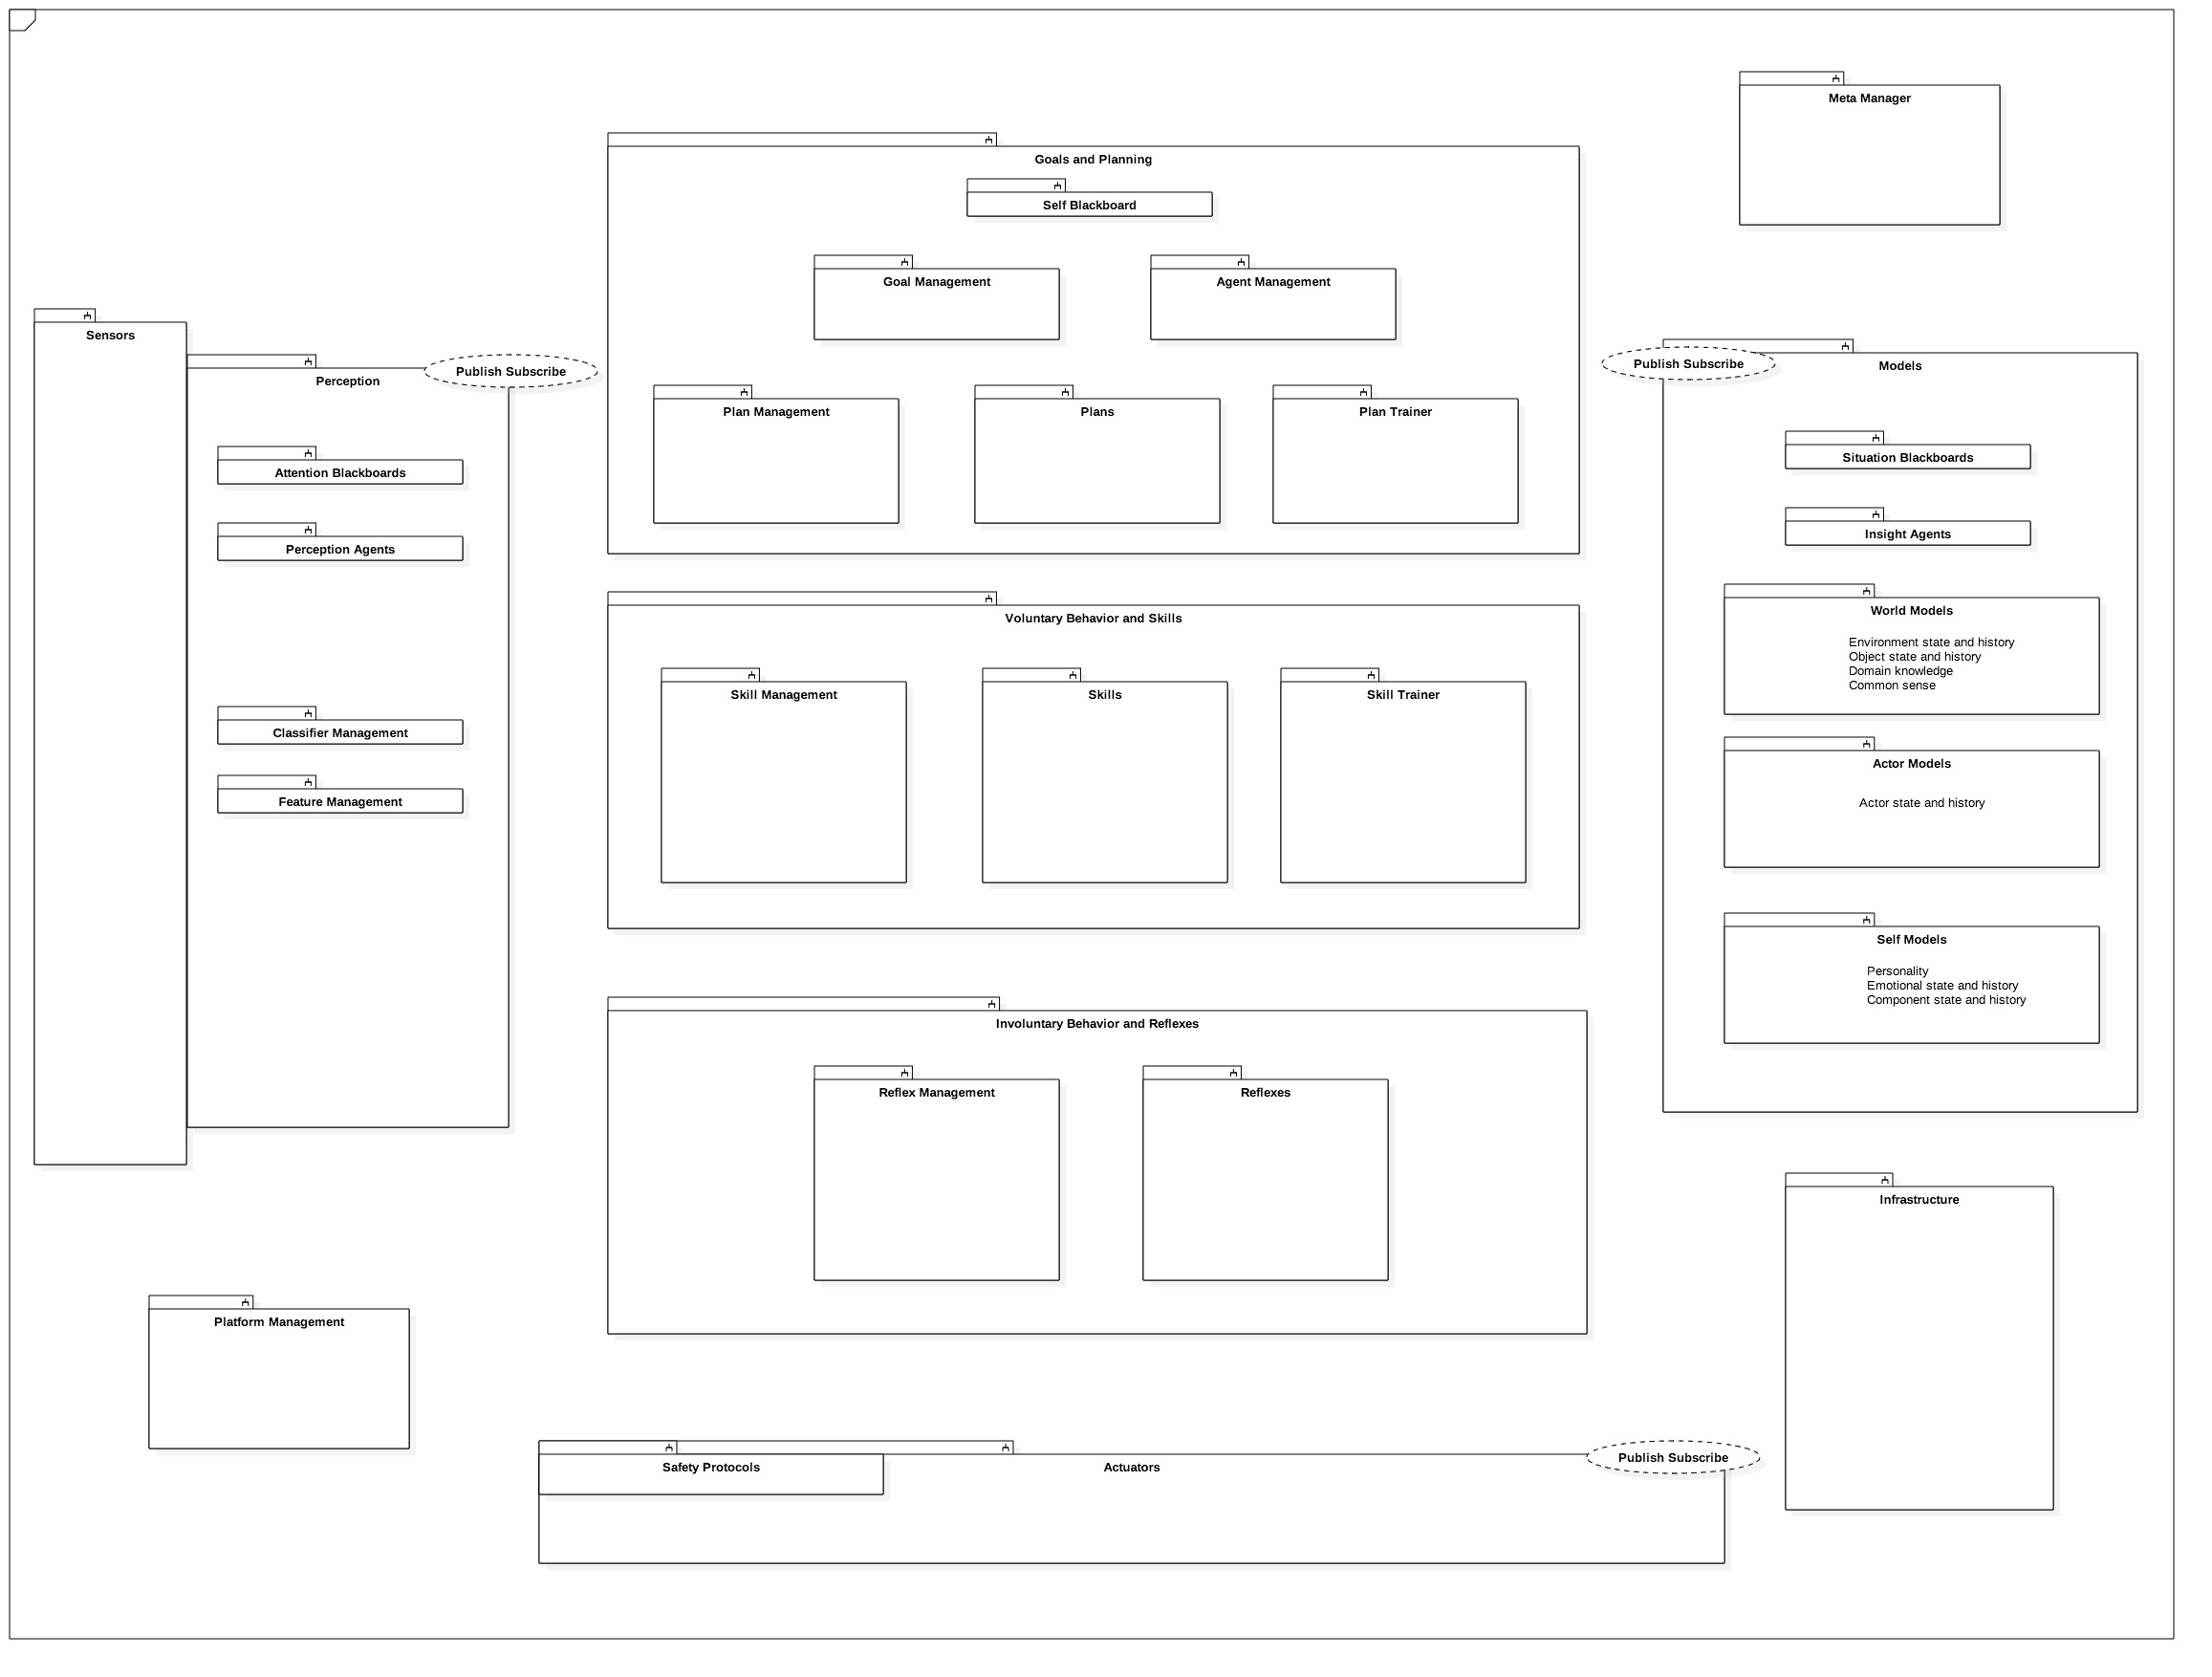 Meta Manager
Goals and Planning
Self Blackboard
Goal Management
Agent Management
Plan Management
Plans
Plan Trainer
Sensors
Perception
Publish Subscribe
Attention Blackboards
Perception Agents
Classifier Management
Feature Management
Voluntary Behavior and Skills
Skill Management
Skills
Skill Trainer
Involuntary Behavior and Reflexes
Reflex Management
Reflexes
Publish Subscribe
Models
Situation Blackboards
Insight Agents
World Models
Environment state and history
Object state and history
Domain knowledge
Common sense
Actor Models
Actor state and history
Self Models
Personality
Emotional state and history
Component state and history
Infrastructure
Platform Management
Safety Protocols
Actuators
Publish Subscribe